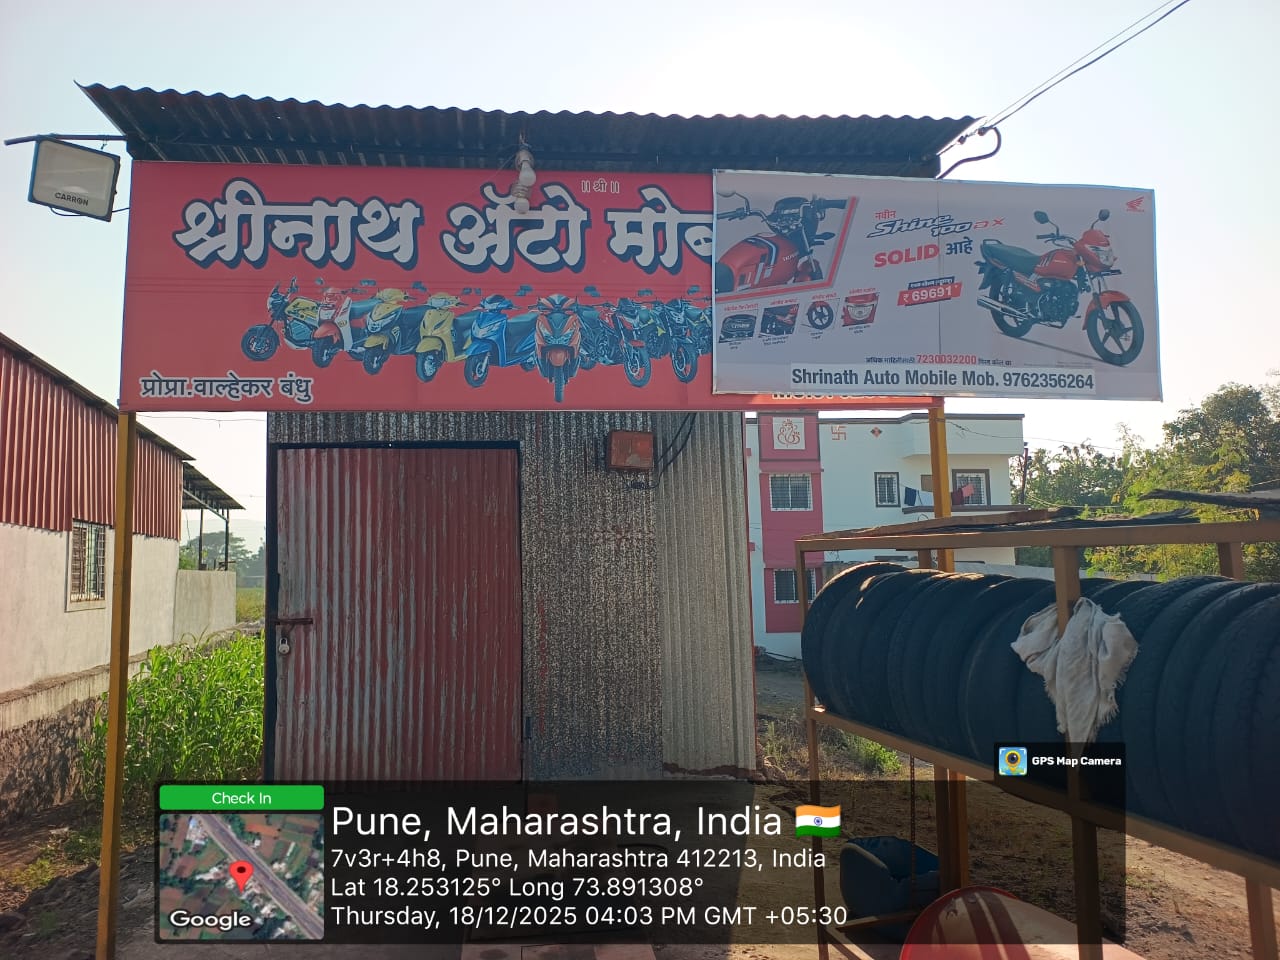 || श्री ||
श्रीनाथ ॲटो मोब
प्रोप्रा.वाल्हेकर बंधु
CARRON
नवीन
Shine 100 DX
SOLID आहे
₹ 69691*
अधिक माहितीसाठी 7230032200
Shrinath Auto Mobile Mob. 9762356264
GPS Map Camera
Check In
Google
Pune, Maharashtra, India
7v3r+4h8, Pune, Maharashtra 412213, India
Lat 18.253125° Long 73.891308°
Thursday, 18/12/2025 04:03 PM GMT +05:30